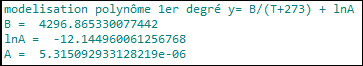 modelisation polynôme 1er degré y= B/(T+273) + lnA
B =  4296.865330077442
lnA =  -12.144960061256768
A =  5.315092933128219e-06